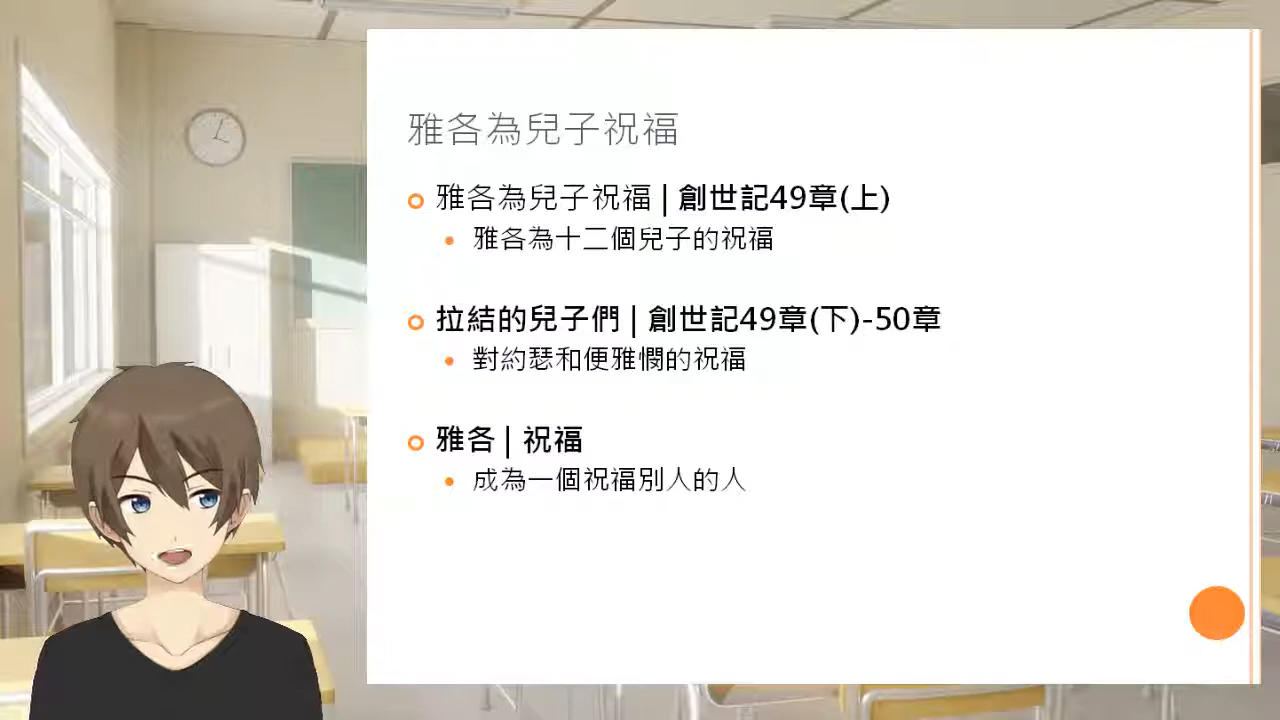 雅各為兒子祝福
雅各為兒子祝福 | 創世記49章(上)
雅各為十二個兒子的祝福
拉結的兒子們 | 創世記49章(下)-50章
對約瑟和便雅憫的祝福
雅各 | 祝福
成為一個祝福別人的人